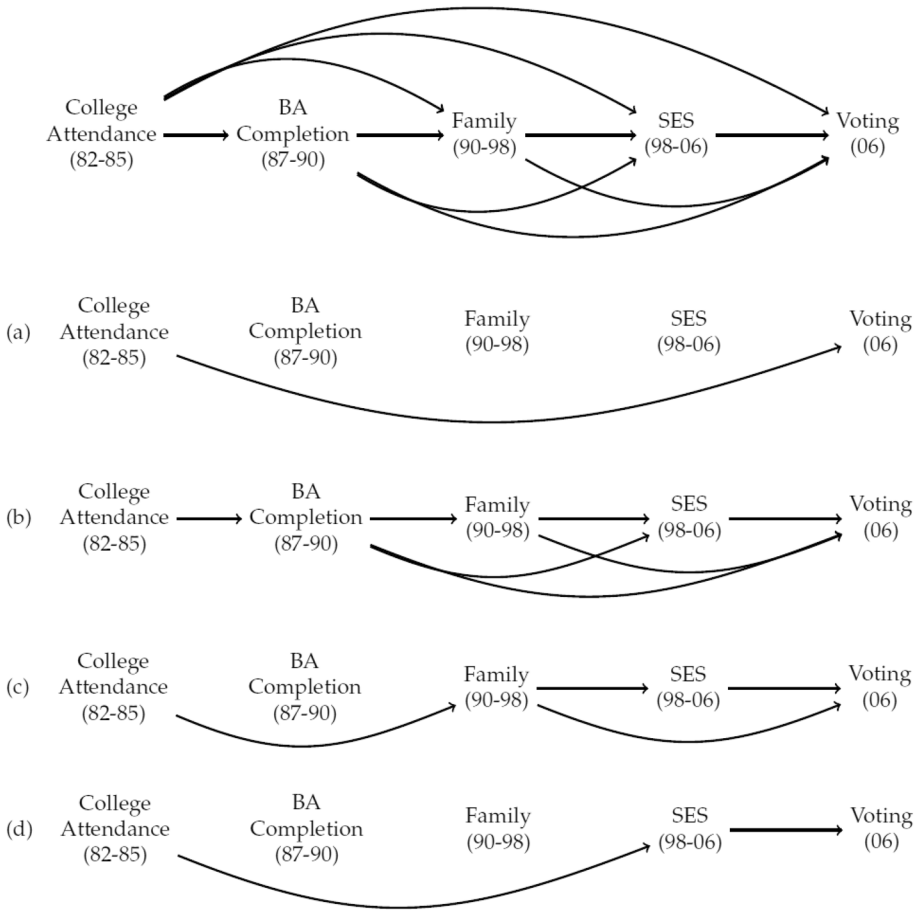 College Attendance (82-85)
BA Completion (87-90)
Family (90-98)
SES (98-06)
Voting (06)
(a)
College Attendance (82-85)
BA Completion (87-90)
Family (90-98)
SES (98-06)
Voting (06)
(b)
College Attendance (82-85)
BA Completion (87-90)
Family (90-98)
SES (98-06)
Voting (06)
(c)
College Attendance (82-85)
BA Completion (87-90)
Family (90-98)
SES (98-06)
Voting (06)
(d)
College Attendance (82-85)
BA Completion (87-90)
Family (90-98)
SES (98-06)
Voting (06)